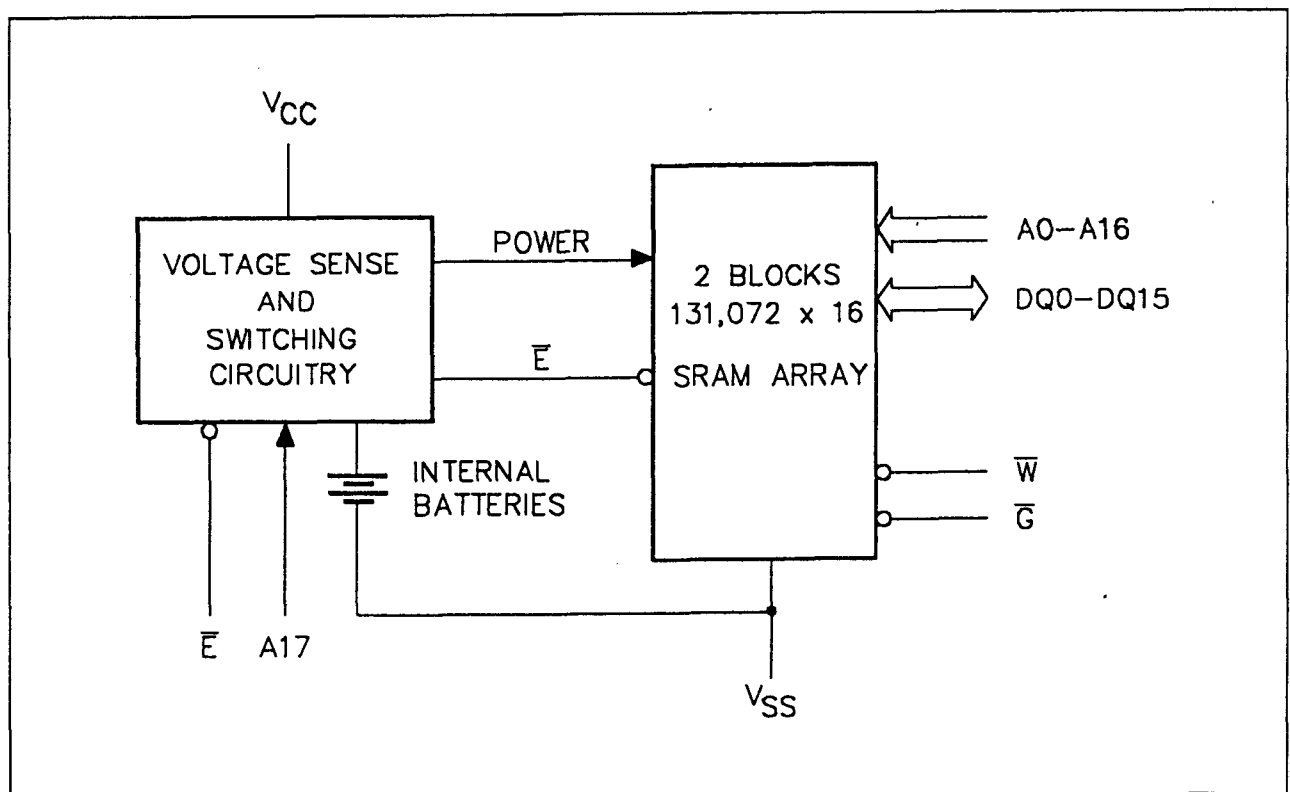 VCC
VOLTAGE SENSE
AND
SWITCHING
CIRCUITRY
POWER
E̅
2 BLOCKS
131,072 x 16
SRAM ARRAY
A0-A16
DQ0-DQ15
W̅
G̅
INTERNAL
BATTERIES
E̅ A17
VSS